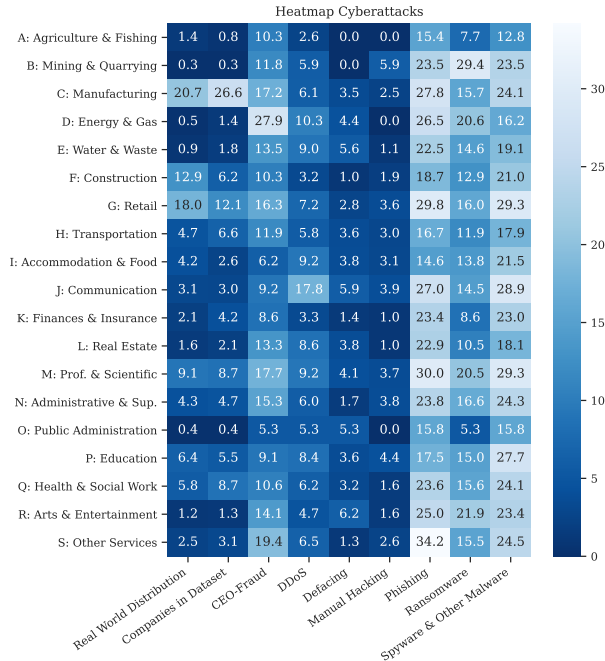 Heatmap Cyberattacks
A: Agriculture & Fishing 1.4 0.8 10.3 2.6 0.0 0.0 15.4 7.7 12.8
B: Mining & Quarrying 0.3 0.3 11.8 5.9 0.0 5.9 23.5 29.4 23.5
C: Manufacturing 20.7 26.6 17.2 6.1 3.5 2.5 27.8 15.7 24.1
D: Energy & Gas 0.5 1.4 27.9 10.3 4.4 0.0 26.5 20.6 16.2
E: Water & Waste 0.9 1.8 13.5 9.0 5.6 1.1 22.5 14.6 19.1
F: Construction 12.9 6.2 10.3 3.2 1.0 1.9 18.7 12.9 21.0
G: Retail 18.0 12.1 16.3 7.2 2.8 3.6 29.8 16.0 29.3
H: Transportation 4.7 6.6 11.9 5.8 3.6 3.0 16.7 11.9 17.9
I: Accommodation & Food 4.2 2.6 6.2 9.2 3.8 3.1 14.6 13.8 21.5
J: Communication 3.1 3.0 9.2 17.8 5.9 3.9 27.0 14.5 28.9
K: Finances & Insurance 2.1 4.2 8.6 3.3 1.4 1.0 23.4 8.6 23.0
L: Real Estate 1.6 2.1 13.3 8.6 3.8 1.0 22.9 10.5 18.1
M: Prof. & Scientific 9.1 8.7 17.7 9.2 4.1 3.7 30.0 20.5 29.3
N: Administrative & Sup. 4.3 4.7 15.3 6.0 1.7 3.8 23.8 16.6 24.3
O: Public Administration 0.4 0.4 5.3 5.3 5.3 0.0 15.8 5.3 15.8
P: Education 6.4 5.5 9.1 8.4 3.6 4.4 17.5 15.0 27.7
Q: Health & Social Work 5.8 8.7 10.6 6.2 3.2 1.6 23.6 15.6 24.1
R: Arts & Entertainment 1.2 1.3 14.1 4.7 6.2 1.6 25.0 21.9 23.4
S: Other Services 2.5 3.1 19.4 6.5 1.3 2.6 34.2 15.5 24.5
Real World Distribution
Companies in Dataset
CEO-Fraud
DDoS
Defacing
Manual Hacking
Phishing
Ransomware
Spyware & Other Malware
30
25
20
15
10
5
0